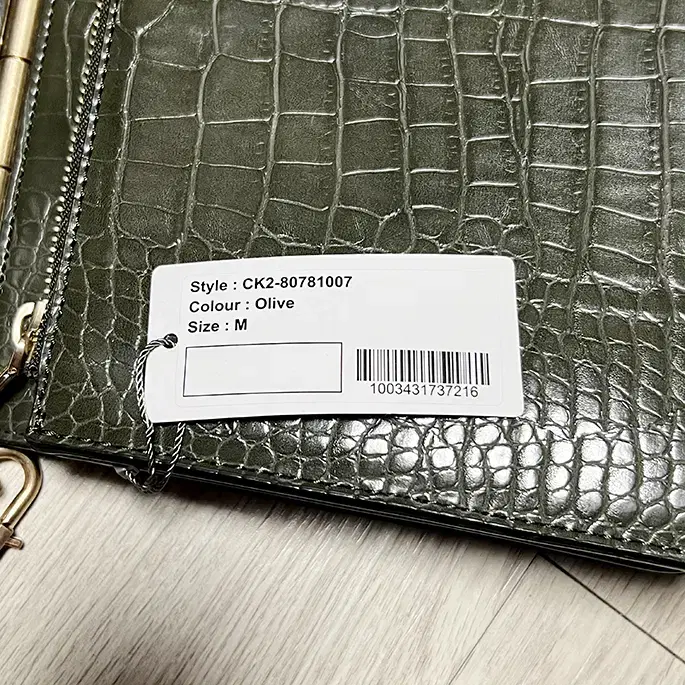 Style : CK2-80781007
Colour : Olive
Size : M
1003431737216